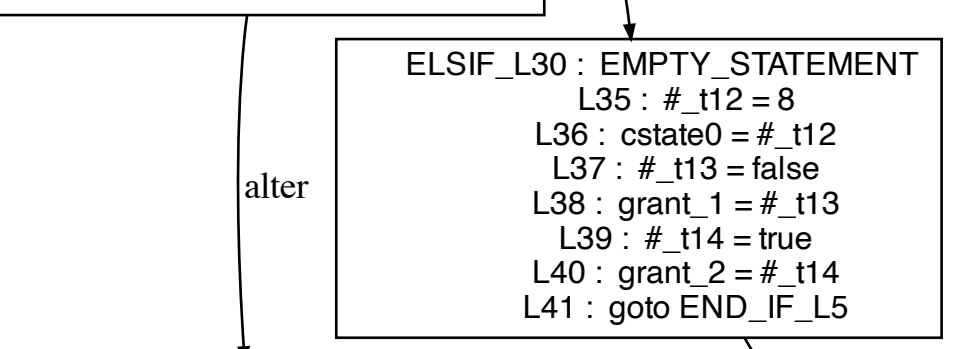 ELSIF_L30 : EMPTY_STATEMENT
L35 : #_t12 = 8
L36 : cstate0 = #_t12
L37 : #_t13 = false
alter
L38 : grant_1 = #_t13
L39 : #_t14 = true
L40 : grant_2 = #_t14
L41 : goto END_IF_L5